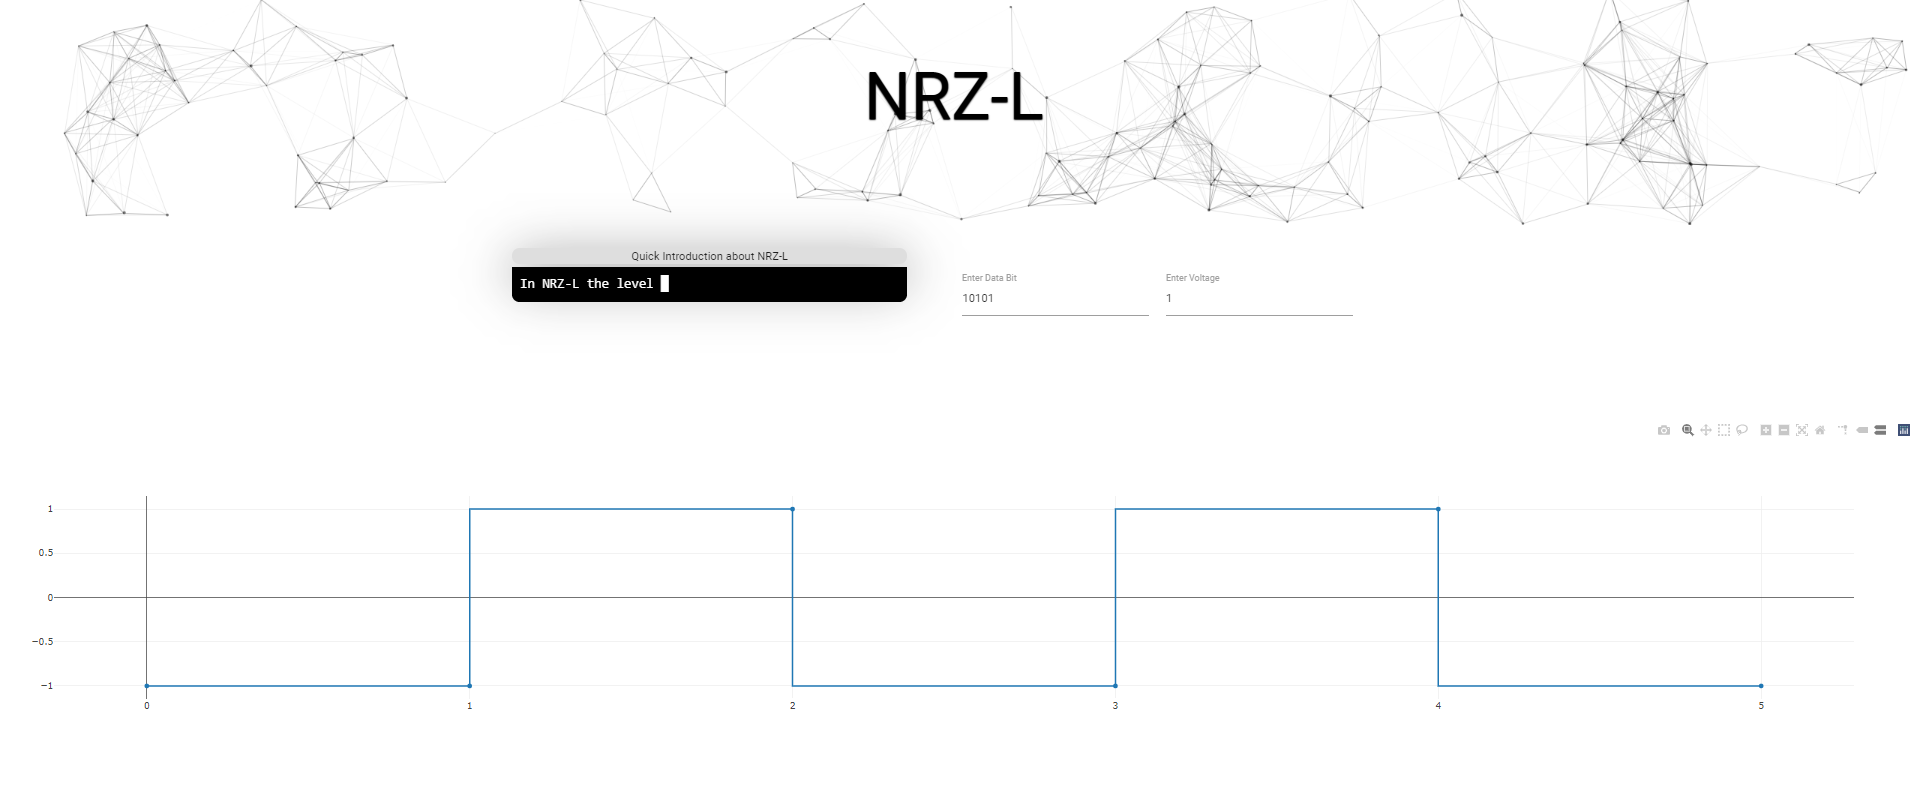 NRZ-L
Quick Introduction about NRZ-L
In NRZ-L the level
Enter Data Bit
Enter Voltage
10101
1
1
0.5
0
−0.5
−1
0
1
2
3
4
5